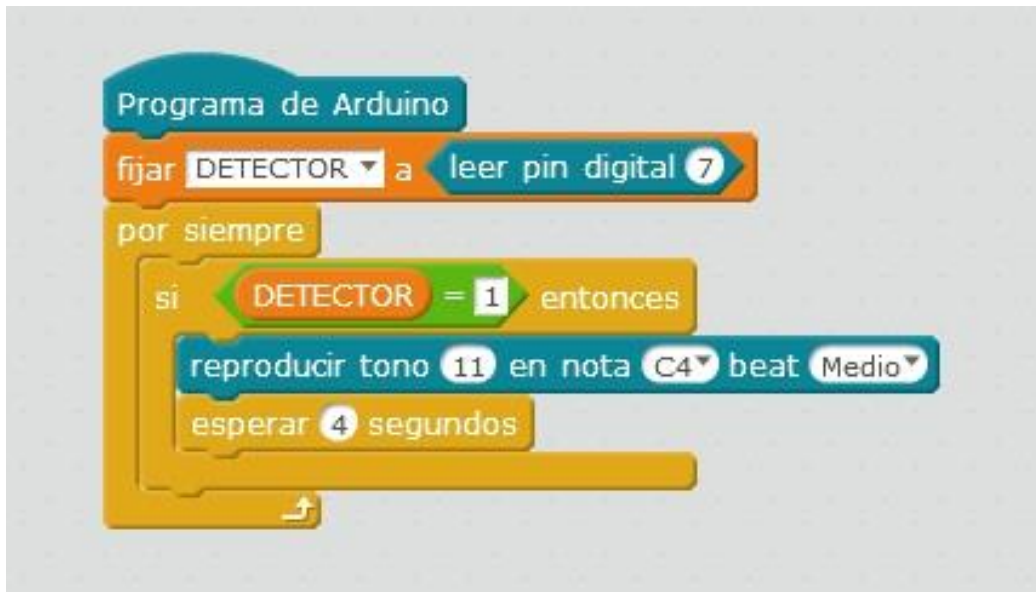 Programa de Arduino
fijar DETECTOR a leer pin digital 7
por siempre
si DETECTOR = 1 entonces
reproducir tono 11 en nota C4 beat Medio
esperar 4 segundos